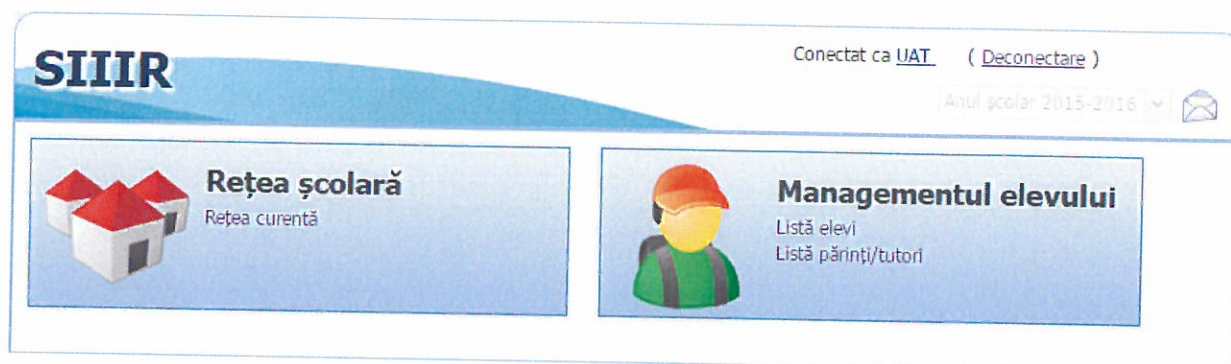 SIIIR
Conectat ca UAT ( Deconectare )
Anul școlar 2015-2016
Rețea școlară
Rețea curentă
Managementul elevului
Listă elevi
Listă părinți/tutori